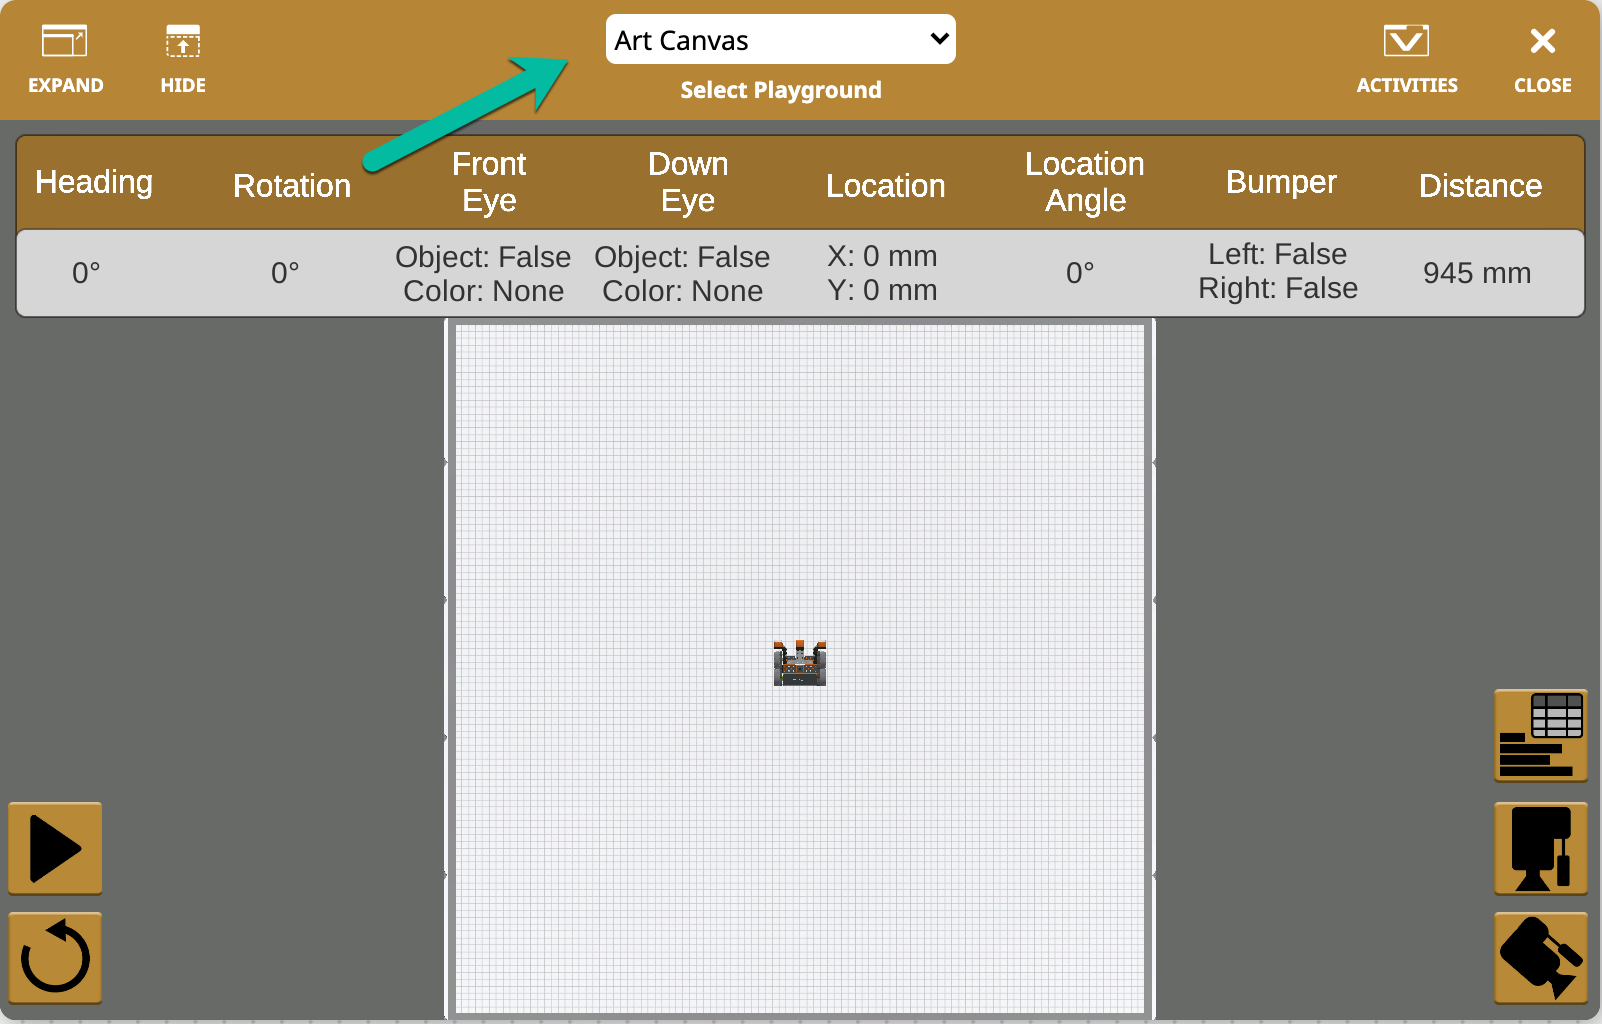 Art Canvas
EXPAND
HIDE
Select Playground
ACTIVITIES
CLOSE
Heading
Rotation
Front
Eye
Down
Eye
Location
Location
Angle
Bumper
Distance
0°
0°
Object: False
Color: None
Object: False
Color: None
X: 0 mm
Y: 0 mm
0°
Left: False
Right: False
945 mm